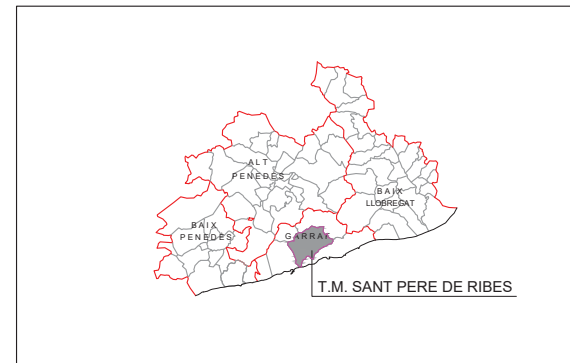 ALT
PENEDÈS
BAIX
LLOBREGAT
BAIX
PENEDÈS
GARRAF
T.M. SANT PERE DE RIBES